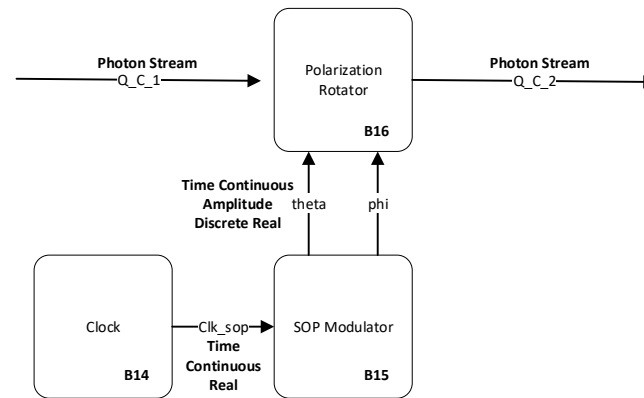 Photon Stream
Q_C_1
Polarization
Rotator
B16
Photon Stream
Q_C_2
Time Continuous
Amplitude
Discrete Real
theta
phi
Clock
B14
Clk_sop
Time
Continuous
Real
SOP Modulator
B15